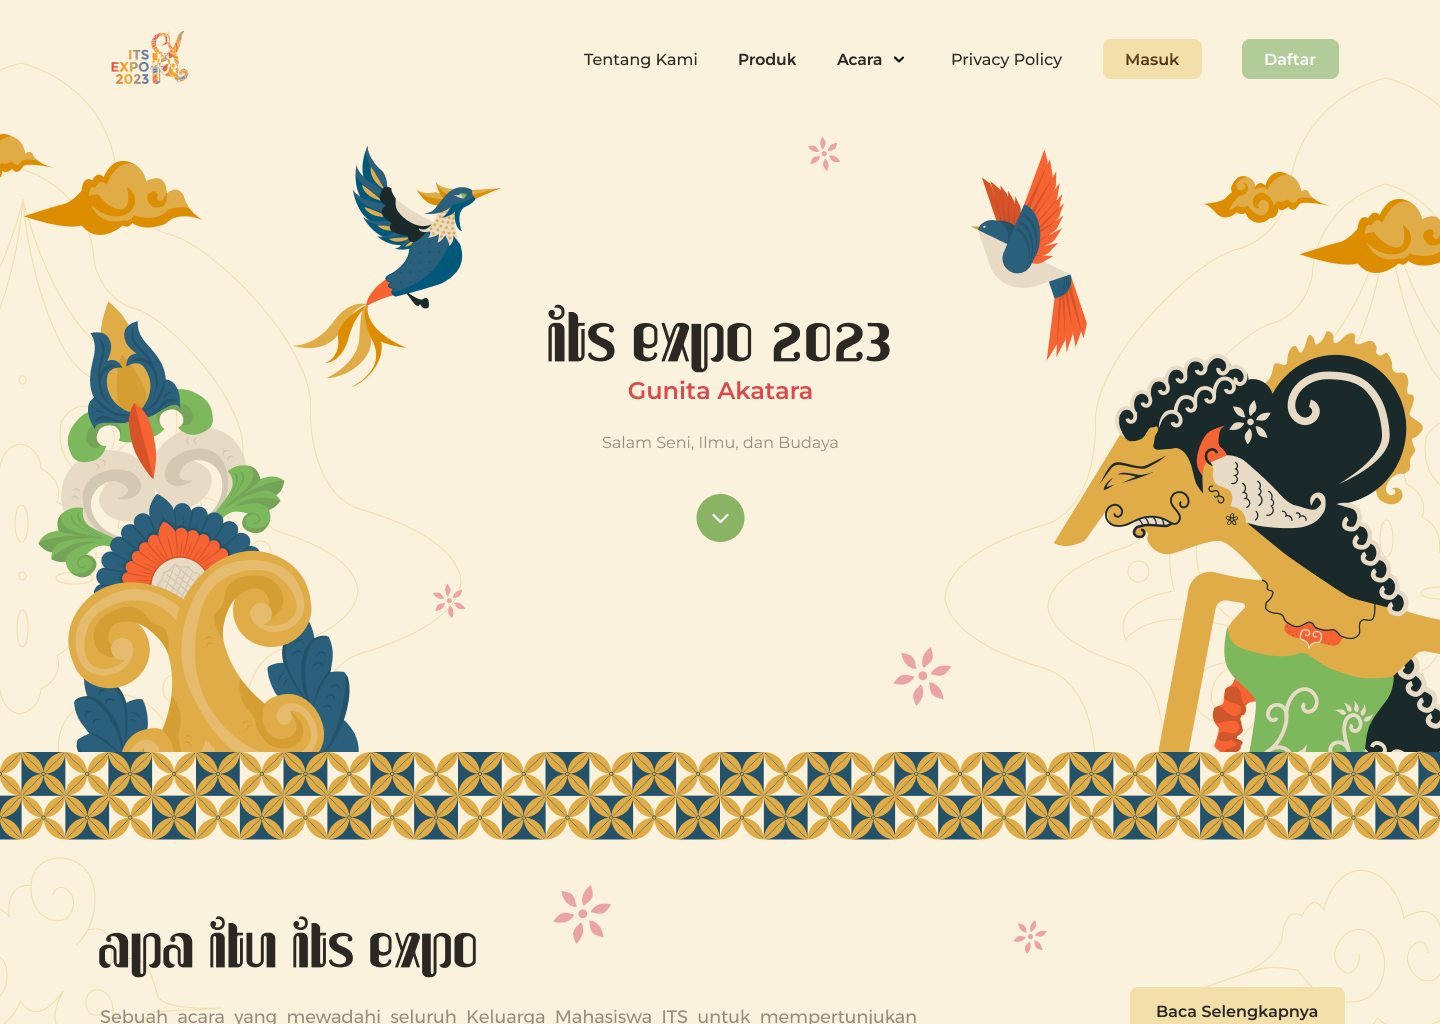 ITS
EXPO
2023
Tentang Kami
Produk
Acara
Privacy Policy
Masuk
Daftar
its expo 2023
Gunita Akatara
Salam Seni, Ilmu, dan Budaya
apa itu its expo
Sebuah acara yang mewadahi seluruh Keluarga Mahasiswa ITS untuk mempertunjukan
Baca Selengkapnya